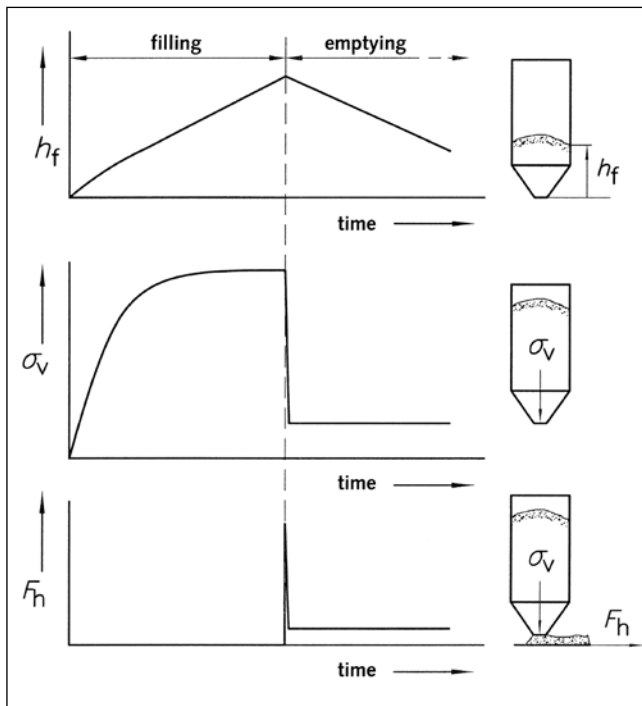 filling
emptying
h_f
h_f
time
σ_v
σ_v
time
F_h
σ_v
F_h
time